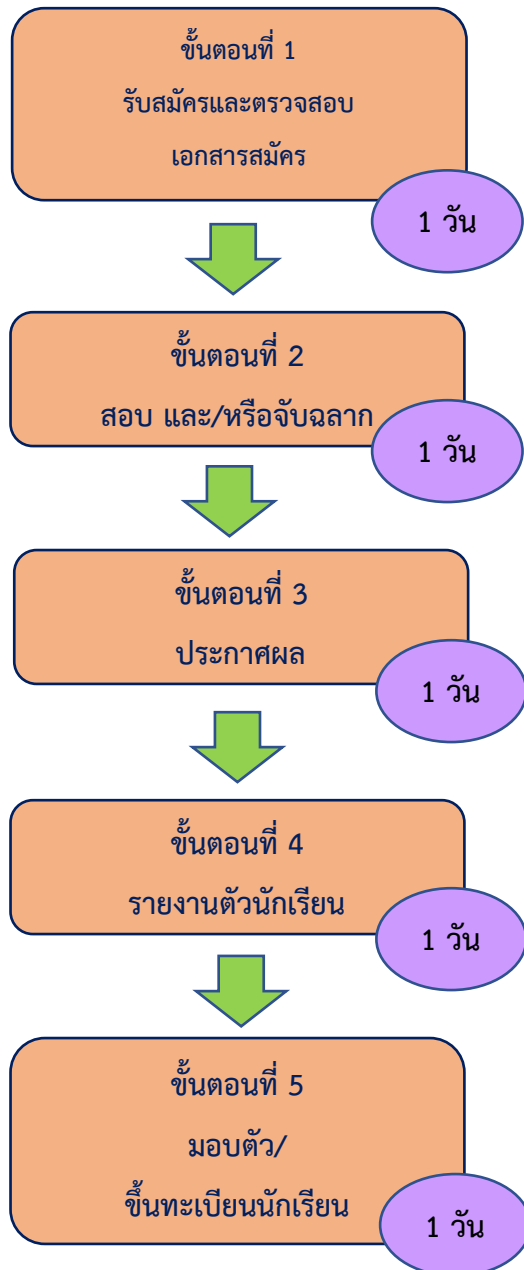 ขั้นตอนที่ 1
รับสมัครและตรวจสอบ
เอกสารสมัคร
1 วัน
ขั้นตอนที่ 2
สอบ และ/หรือจับฉลาก
1 วัน
ขั้นตอนที่ 3
ประกาศผล
1 วัน
ขั้นตอนที่ 4
รายงานตัวนักเรียน
1 วัน
ขั้นตอนที่ 5
มอบตัว/
ขึ้นทะเบียนนักเรียน
1 วัน